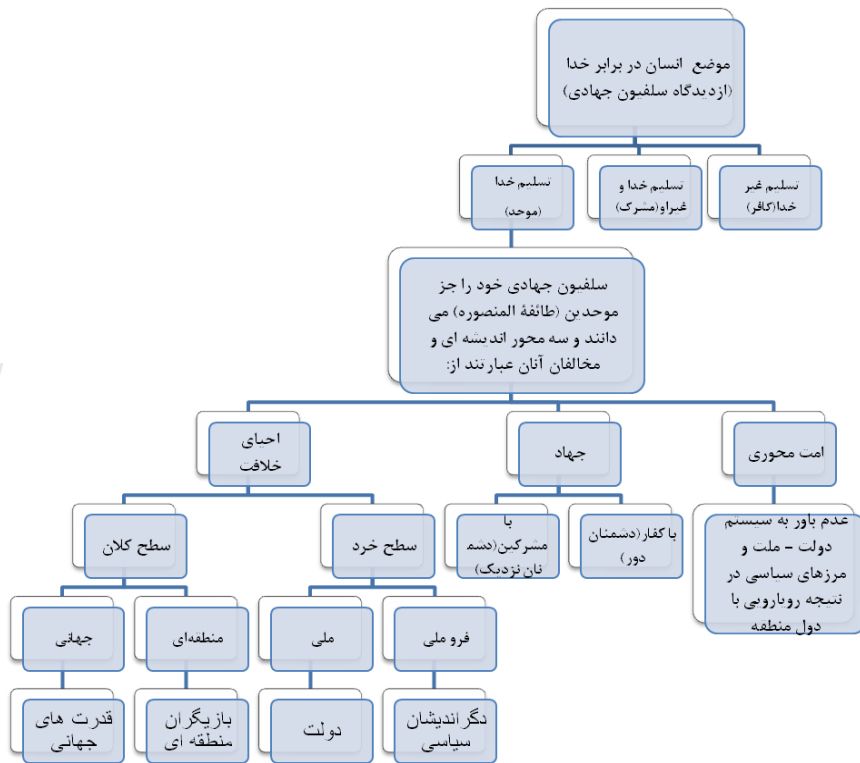 موضع انسان در برابر خدا
(ازدیدگاه سلفیون جهادی)
تسلیم غیر
خدا(کافر)
تسلیم خدا و
غیراو(مشرک)
تسلیم خدا
(موحد)
سلفیون جهادی خود را جز
موحدین (طائفة المنصوره) می
دانند و سه محور اندیشه ای و
مخالفان آنان عبارتند از:
امت محوری
جهاد
احیای
خلافت
عدم باور به سیستم
دولت - ملت و
مرزهای سیاسی در
نتیجه رویارویی با
دول منطقه
با کفار(دشمنان
دور)
با
مشرکین(دشم
نان نزدیک)
سطح خرد
سطح کلان
فرو ملی
ملی
منطقه‌ای
جهانی
دگراندیشان
سیاسی
دولت
بازیگران
منطقه ای
قدرت های
جهانی